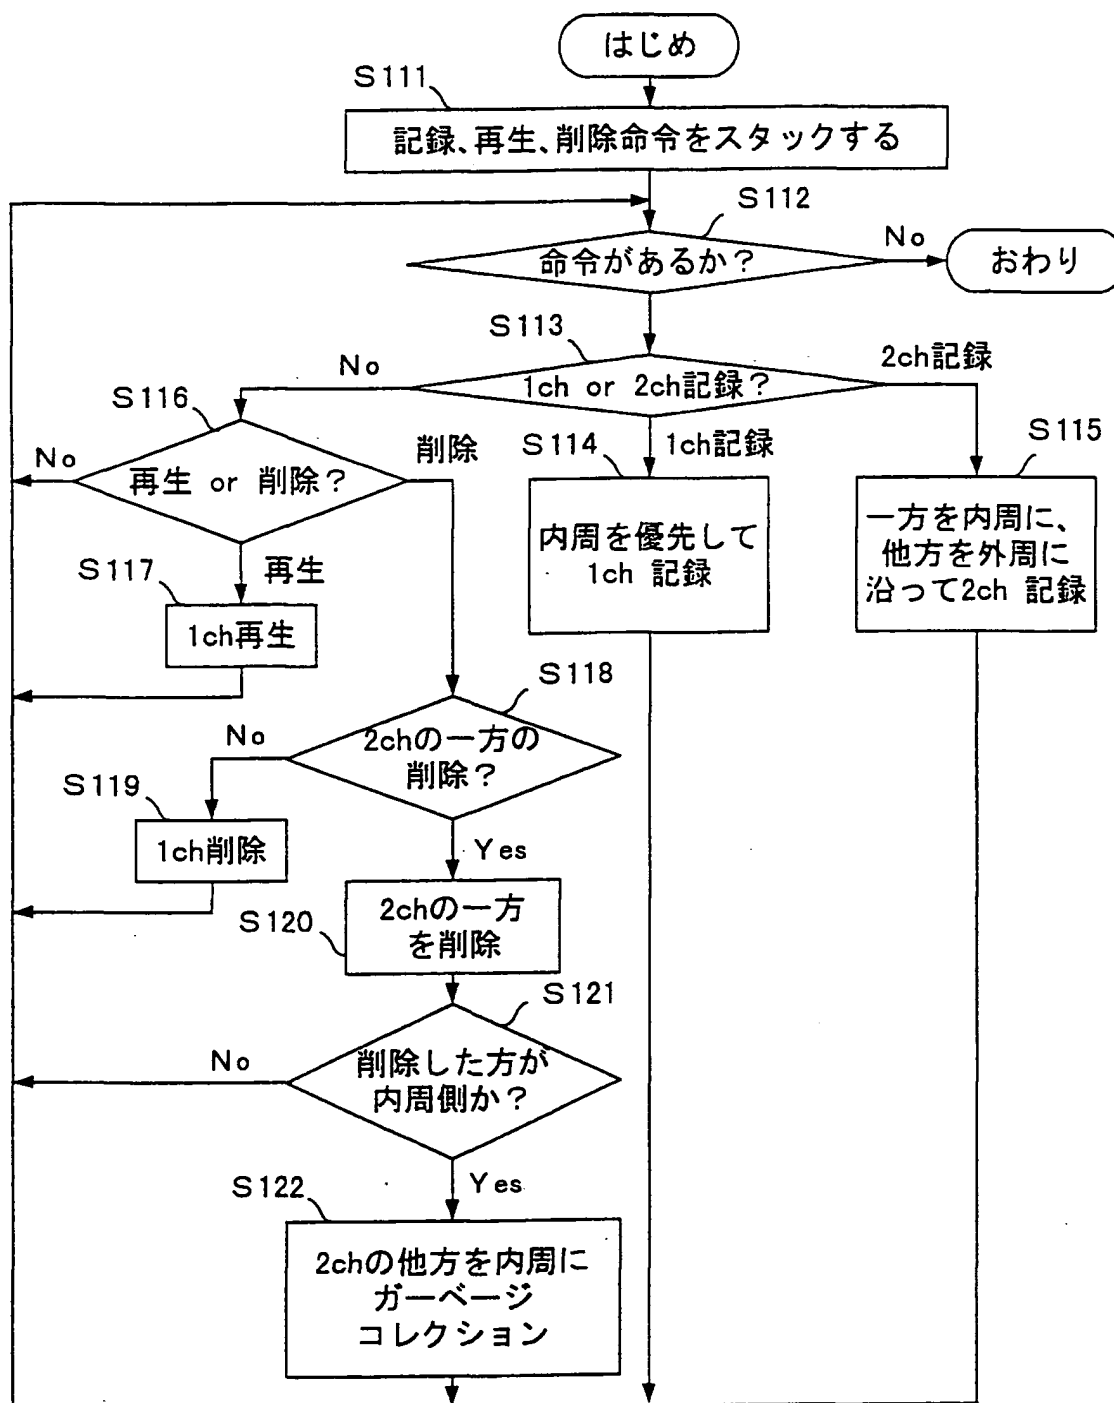 はじめ
S111
記録、再生、削除命令をスタックする
S112
命令があるか?
No
おわり
S113
1ch or 2ch記録?
No
2ch記録
S116
再生 or 削除?
No
削除
S114
1ch記録
S115
内周を優先して
1ch 記録
一方を内周に、
他方を外周に
沿って2ch 記録
S117
再生
1ch再生
S118
2chの一方の
削除?
No
S119
1ch削除
Yes
S120
2chの一方
を削除
S121
削除した方が
内周側か?
No
Yes
S122
2chの他方を内周に
ガーベージ
コレクション